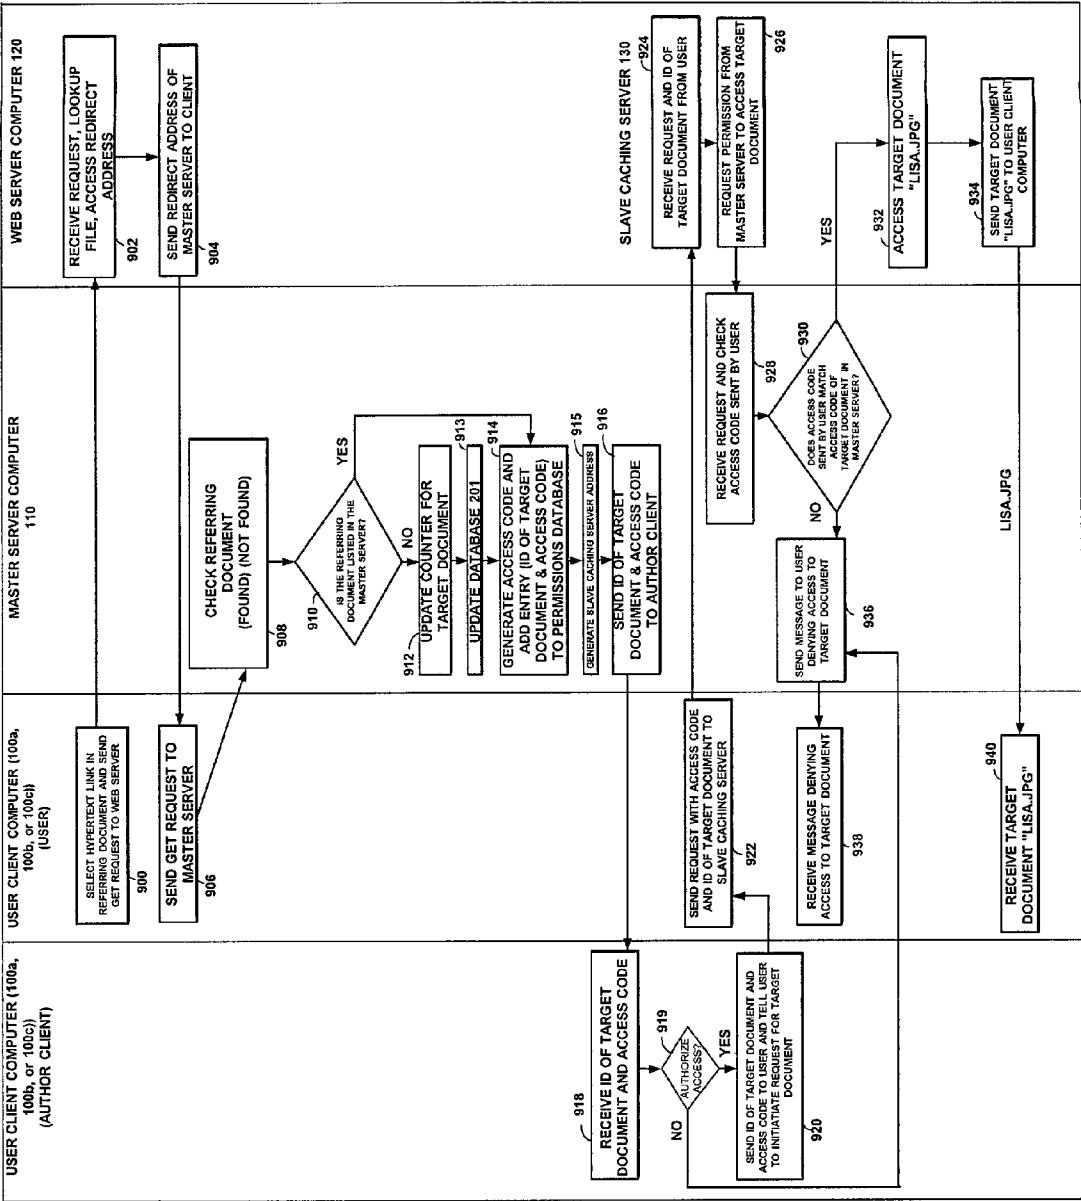 USER CLIENT COMPUTER (100a,
100b, or 100c))
(AUTHOR CLIENT)
USER CLIENT COMPUTER (100a,
100b, or 100c))
(USER)
MASTER SERVER COMPUTER
110
WEB SERVER COMPUTER 120
SELECT HYPERTEXT LINK IN
REFERRING DOCUMENT AND SEND
GET REQUEST TO WEB SERVER
900
RECEIVE REQUEST, LOOKUP
FILE, ACCESS REDIRECT
ADDRESS
902
SEND REDIRECT ADDRESS OF
MASTER SERVER TO CLIENT
904
SEND GET REQUEST TO
MASTER SERVER
906
CHECK REFERRING
DOCUMENT
(FOUND) (NOT FOUND)
908
IS THE REFERRING
DOCUMENT LISTED IN THE
MASTER SERVER?
910
YES
NO
UPDATE COUNTER FOR
TARGET DOCUMENT
912
UPDATE DATABASE 201
913
GENERATE ACCESS CODE AND
ADD ENTRY (ID OF TARGET
DOCUMENT & ACCESS CODE)
TO PERMISSIONS DATABASE
914
GENERATE SLAVE CACHING SERVER ADDRESS
915
SEND ID OF TARGET
DOCUMENT & ACCESS CODE
TO AUTHOR CLIENT
916
RECEIVE ID OF TARGET
DOCUMENT AND ACCESS CODE
918
AUTHORIZE
ACCESS?
919
NO
YES
SEND ID OF TARGET DOCUMENT AND
ACCESS CODE TO USER AND TELL USER
TO INITIATIATE REQUEST FOR TARGET
DOCUMENT
920
SEND REQUEST WITH ACCESS CODE
AND ID OF TARGET DOCUMENT TO
SLAVE CACHING SERVER
922
SLAVE CACHING SERVER 130
RECEIVE REQUEST AND ID OF
TARGET DOCUMENT FROM USER
924
REQUEST PERMISSION FROM
MASTER SERVER TO ACCESS TARGET
DOCUMENT
926
RECEIVE REQUEST AND CHECK
ACCESS CODE SENT BY USER
928
DOES ACCESS CODE
SENT BY USER MATCH
ACCESS CODE OF
TARGET DOCUMENT IN
MASTER SERVER?
930
YES
NO
ACCESS TARGET DOCUMENT
"LISA.JPG"
932
SEND TARGET DOCUMENT
"LISA.JPG" TO USER CLIENT
COMPUTER
934
SEND MESSAGE TO USER
DENYING ACCESS TO
TARGET DOCUMENT
936
RECEIVE MESSAGE DENYING
ACCESS TO TARGET DOCUMENT
938
LISA.JPG
RECEIVE TARGET
DOCUMENT "LISA.JPG"
940